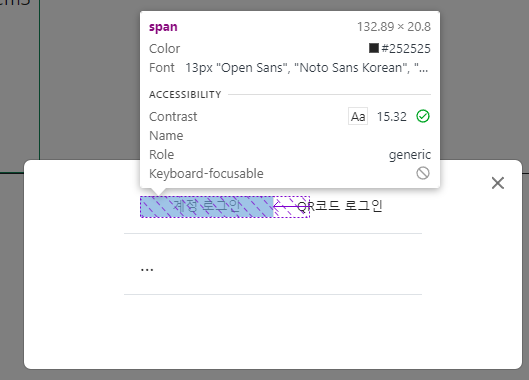 span 132.89 × 20.8
Color #252525
Font 13px "Open Sans", "Noto Sans Korean", "...
ACCESSIBILITY
Contrast Aa 15.32
Name
Role generic
Keyboard-focusable
계정 로그인 QR코드 로그인
...